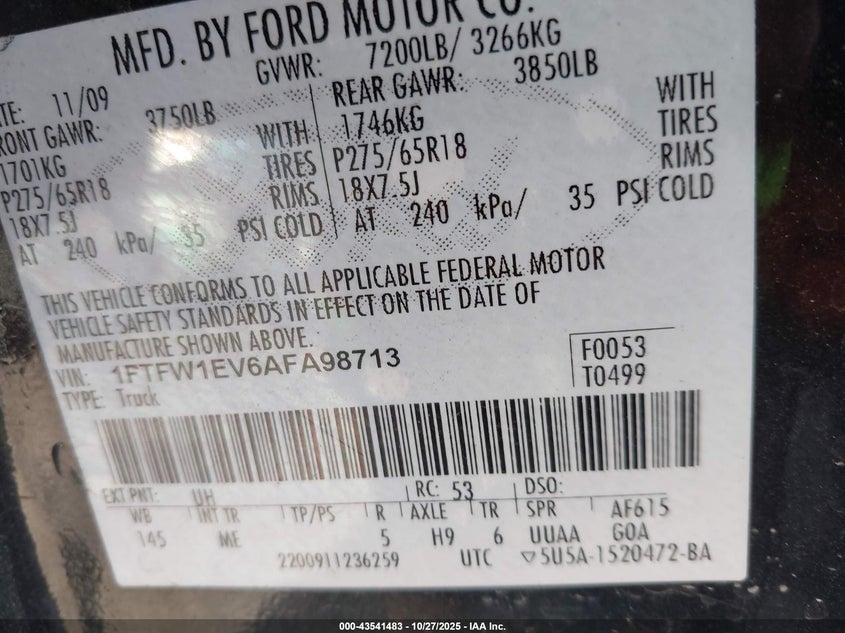 MFD. BY FORD MOTOR CO.
GVWR: 7200LB/ 3266KG
11/09
FRONT GAWR: 3750LB
REAR GAWR: 3850LB
1701KG WITH
1746KG WITH
P275/65R18 TIRES
P275/65R18 TIRES
18X7.5J RIMS
18X7.5J RIMS
AT 240 kPa/ 35 PSI COLD
AT 240 kPa/ 35 PSI COLD
THIS VEHICLE CONFORMS TO ALL APPLICABLE FEDERAL MOTOR
VEHICLE SAFETY STANDARDS IN EFFECT ON THE DATE OF
MANUFACTURE SHOWN ABOVE.
VIN: 1FTFW1EV6AFA98713
F0053
TYPE: Truck
T0499
EXT PNT: UH RC: 53 DSO:
WB INT TR TP/PS R AXLE TR SPR AF615
145 ME 5 H9 6 UUAA GOA
2200911236259 UTC ▽5U5A-1520472-BA
000-43541483 | 10/27/2025 - IAA Inc.